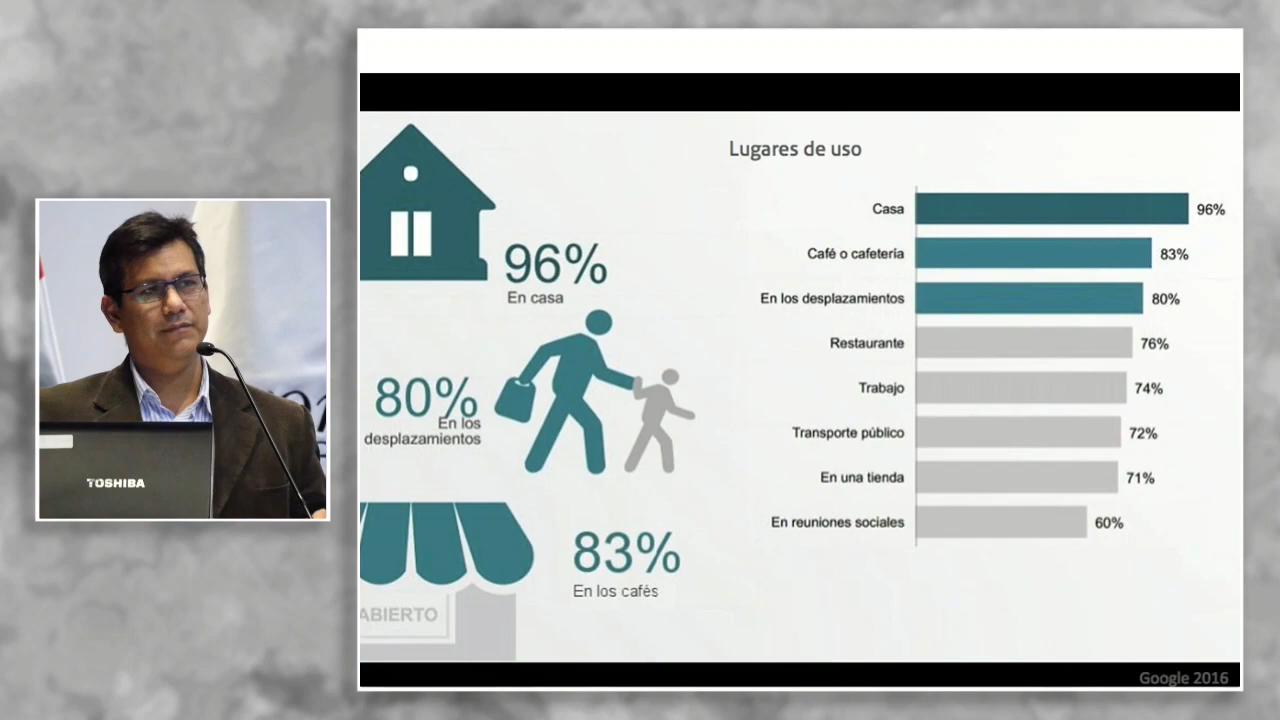 TOSHIBA
96%
En casa
80%
En los
desplazamientos
83%
En los cafés
ABIERTO
Lugares de uso
Casa 96%
Café o cafetería 83%
En los desplazamientos 80%
Restaurante 76%
Trabajo 74%
Transporte público 72%
En una tienda 71%
En reuniones sociales 60%
Google 2016